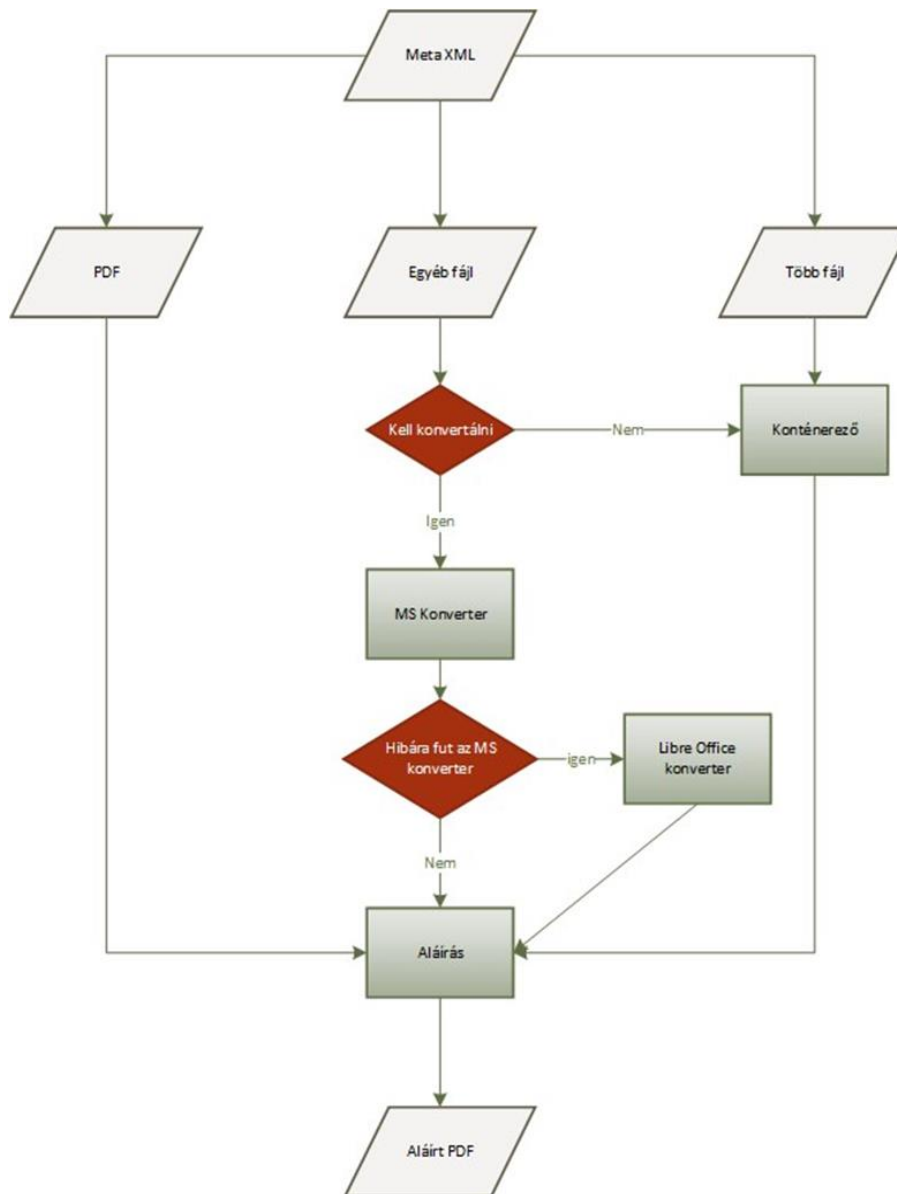 Meta XML
PDF
Egyéb fájl
Több fájl
Kell konvertálni
Nem
Konténerező
Igen
MS Konverter
Hibára fut az MS
konverter
igen
Libre Office
konverter
Nem
Aláírás
Aláírt PDF